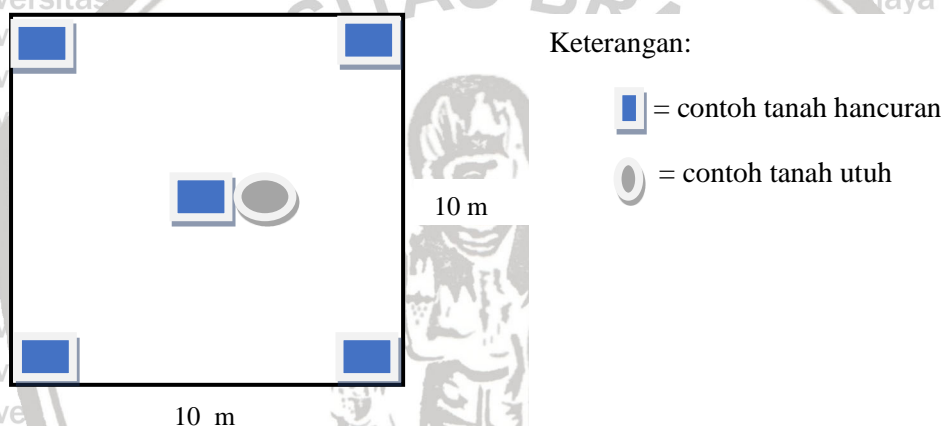 Keterangan:
= contoh tanah hancuran
= contoh tanah utuh
10 m
10 m